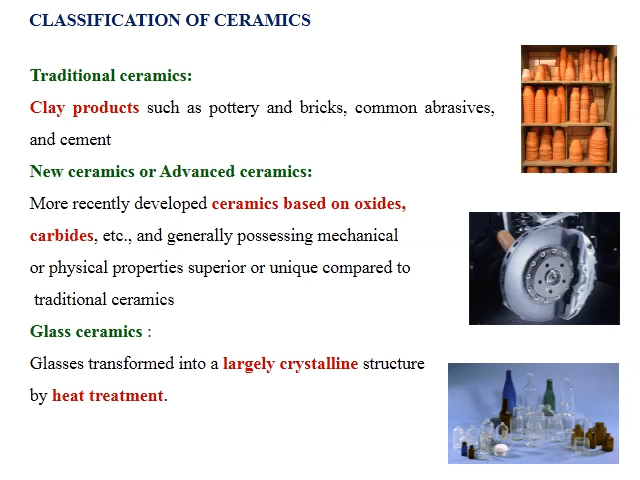 CLASSIFICATION OF CERAMICS
Traditional ceramics:
Clay products such as pottery and bricks, common abrasives,
and cement
New ceramics or Advanced ceramics:
More recently developed ceramics based on oxides,
carbides, etc., and generally possessing mechanical
or physical properties superior or unique compared to
traditional ceramics
Glass ceramics :
Glasses transformed into a largely crystalline structure
by heat treatment.